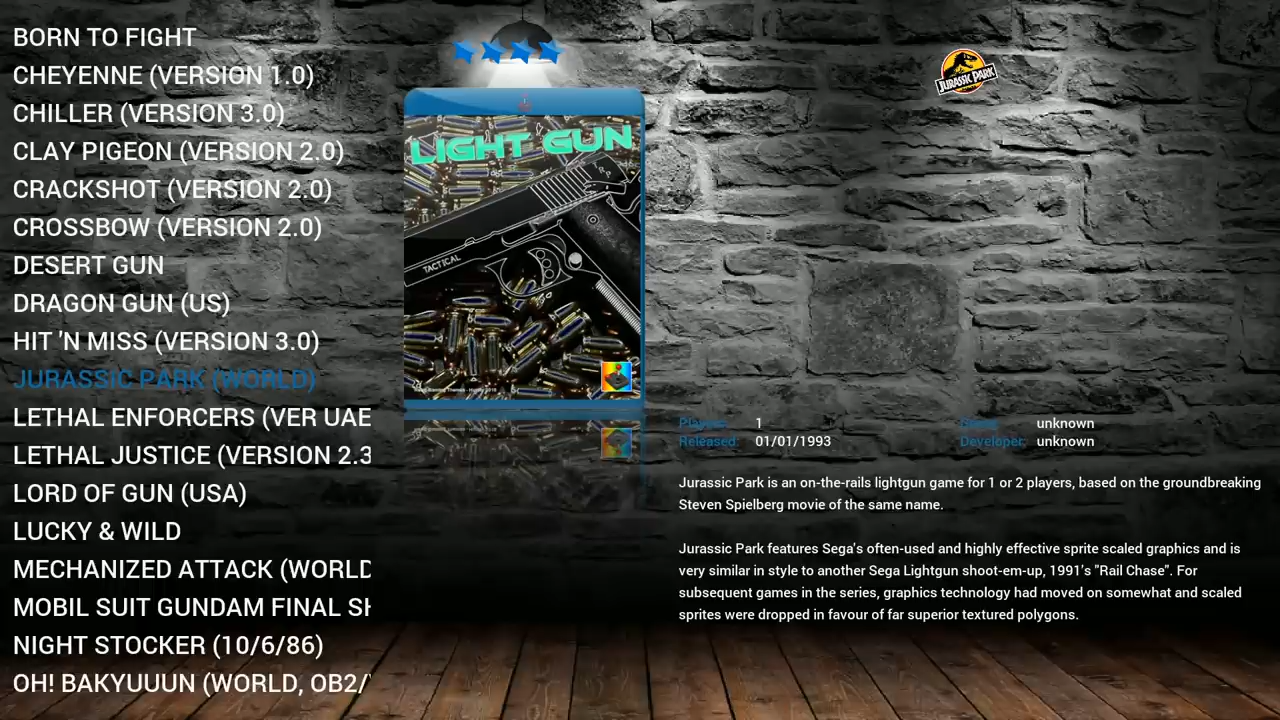 BORN TO FIGHT
CHEYENNE (VERSION 1.0)
CHILLER (VERSION 3.0)
CLAY PIGEON (VERSION 2.0)
CRACKSHOT (VERSION 2.0)
CROSSBOW (VERSION 2.0)
DESERT GUN
DRAGON GUN (US)
HIT 'N MISS (VERSION 3.0)
JURASSIC PARK (WORLD)
LETHAL ENFORCERS (VER UAE
LETHAL JUSTICE (VERSION 2.3
LORD OF GUN (USA)
LUCKY & WILD
MECHANIZED ATTACK (WORLD
MOBIL SUIT GUNDAM FINAL SH
NIGHT STOCKER (10/6/86)
OH! BAKYUUUN (WORLD, OB2/
LIGHT GUN
TACTICAL
JURASSIC PARK
Players: 1
unknown
Released: 01/01/1993
Developer: unknown
Jurassic Park is an on-the-rails lightgun game for 1 or 2 players, based on the groundbreaking
Steven Spielberg movie of the same name.
Jurassic Park features Sega's often-used and highly effective sprite scaled graphics and is
very similar in style to another Sega Lightgun shoot-em-up, 1991's "Rail Chase". For
subsequent games in the series, graphics technology had moved on somewhat and scaled
sprites were dropped in favour of far superior textured polygons.